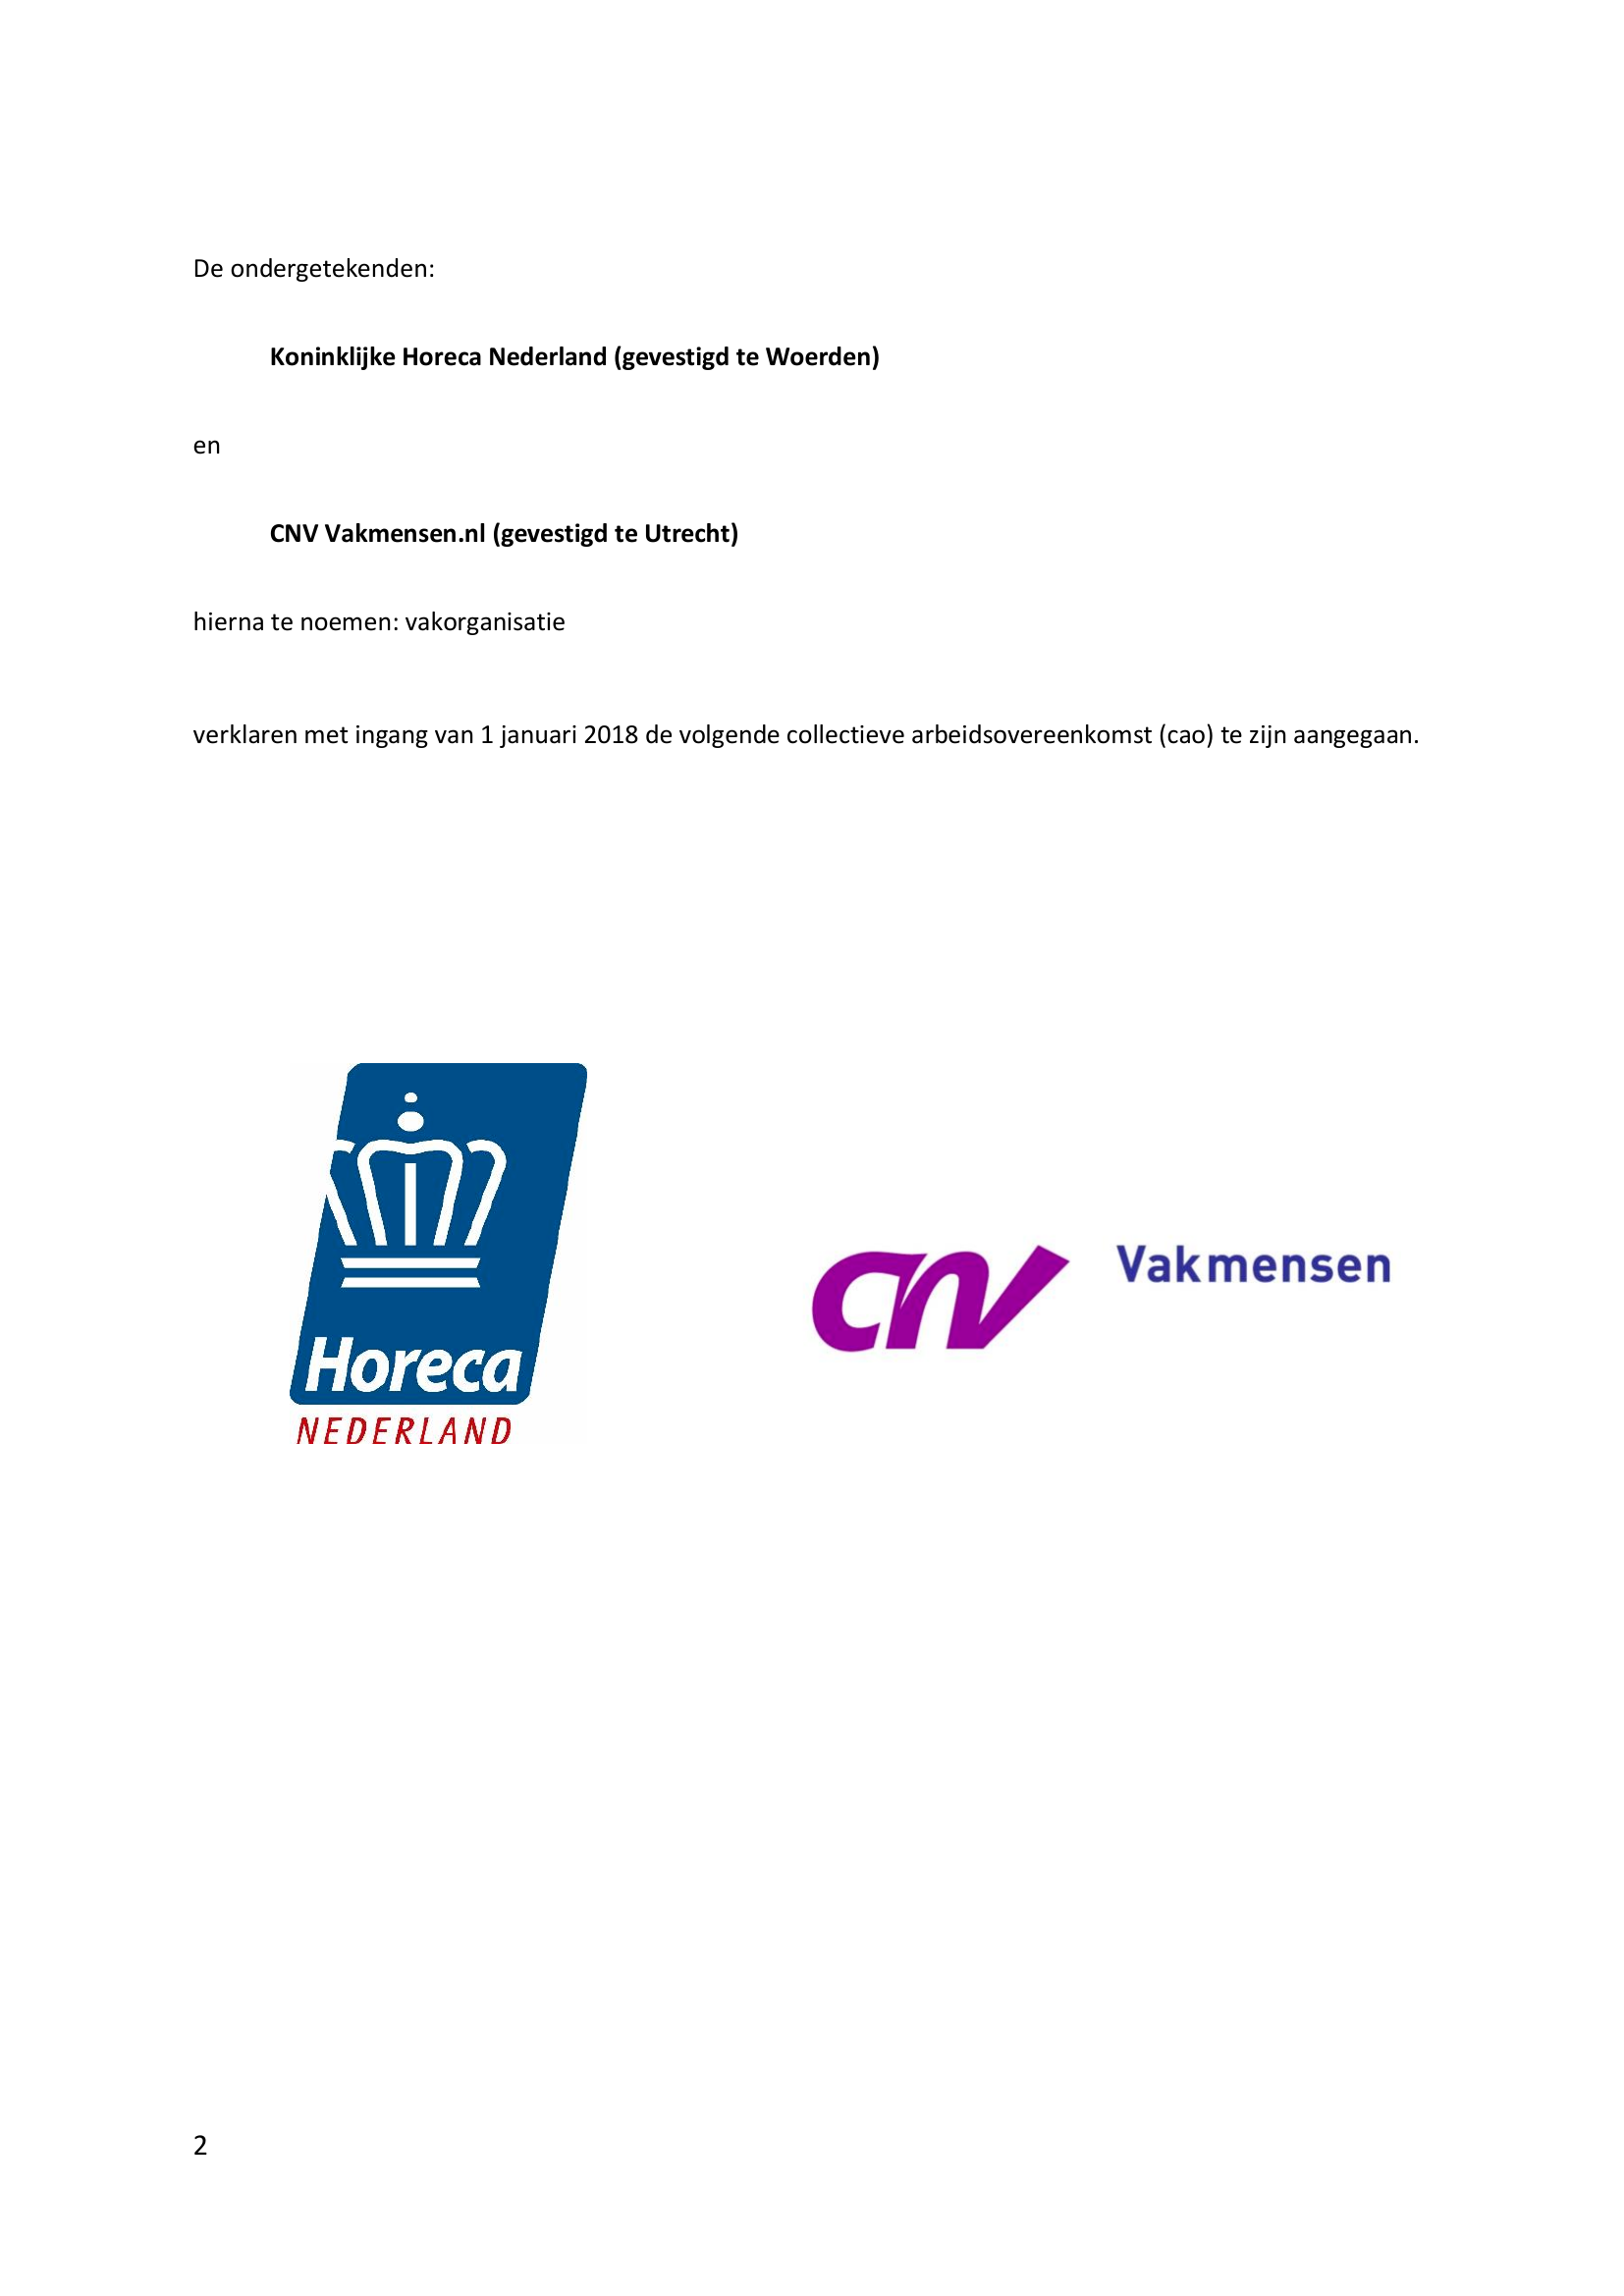 De ondergetekenden:
Koninklijke Horeca Nederland (gevestigd te Woerden)
en
CNV Vakmensen.nl (gevestigd te Utrecht)
hierna te noemen: vakorganisatie
verklaren met ingang van 1 januari 2018 de volgende collectieve arbeidsovereenkomst (cao) te zijn aangegaan.
Horeca
NEDERLAND
cnv Vakmensen
2